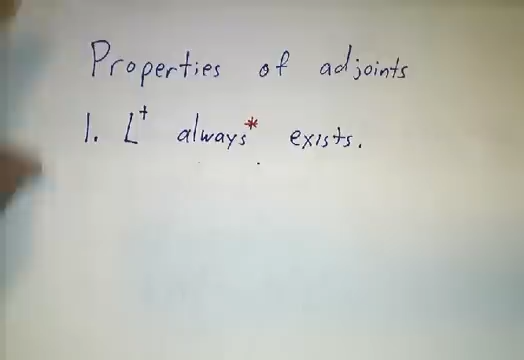 Properties of adjoints
1. L† always* exists.